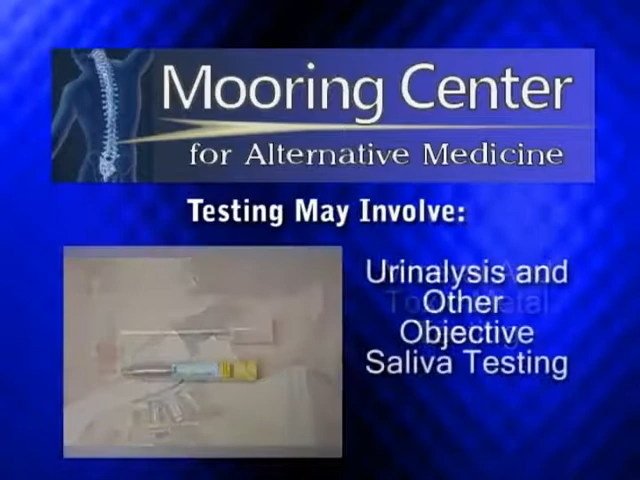 Mooring Center
for Alternative Medicine
Testing May Involve:
Urinalysis and
Other
Objective
Saliva Testing